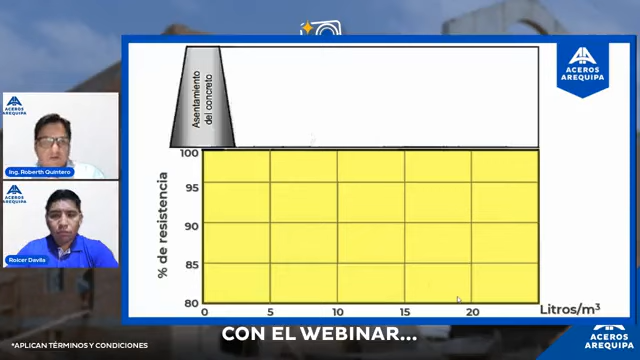 ACEROS
AREQUIPA
Asentamiento
del concreto
ACEROS
AREQUIPA
Ing. Roberth Quintero
ACEROS
AREQUIPA
Roicer Davila
% de resistencia
100
95
90
85
80
0
5
10
15
20
Litros/m³
CON EL WEBINAR...
*APLICAN TÉRMINOS Y CONDICIONES
ACEROS
AREQUIPA